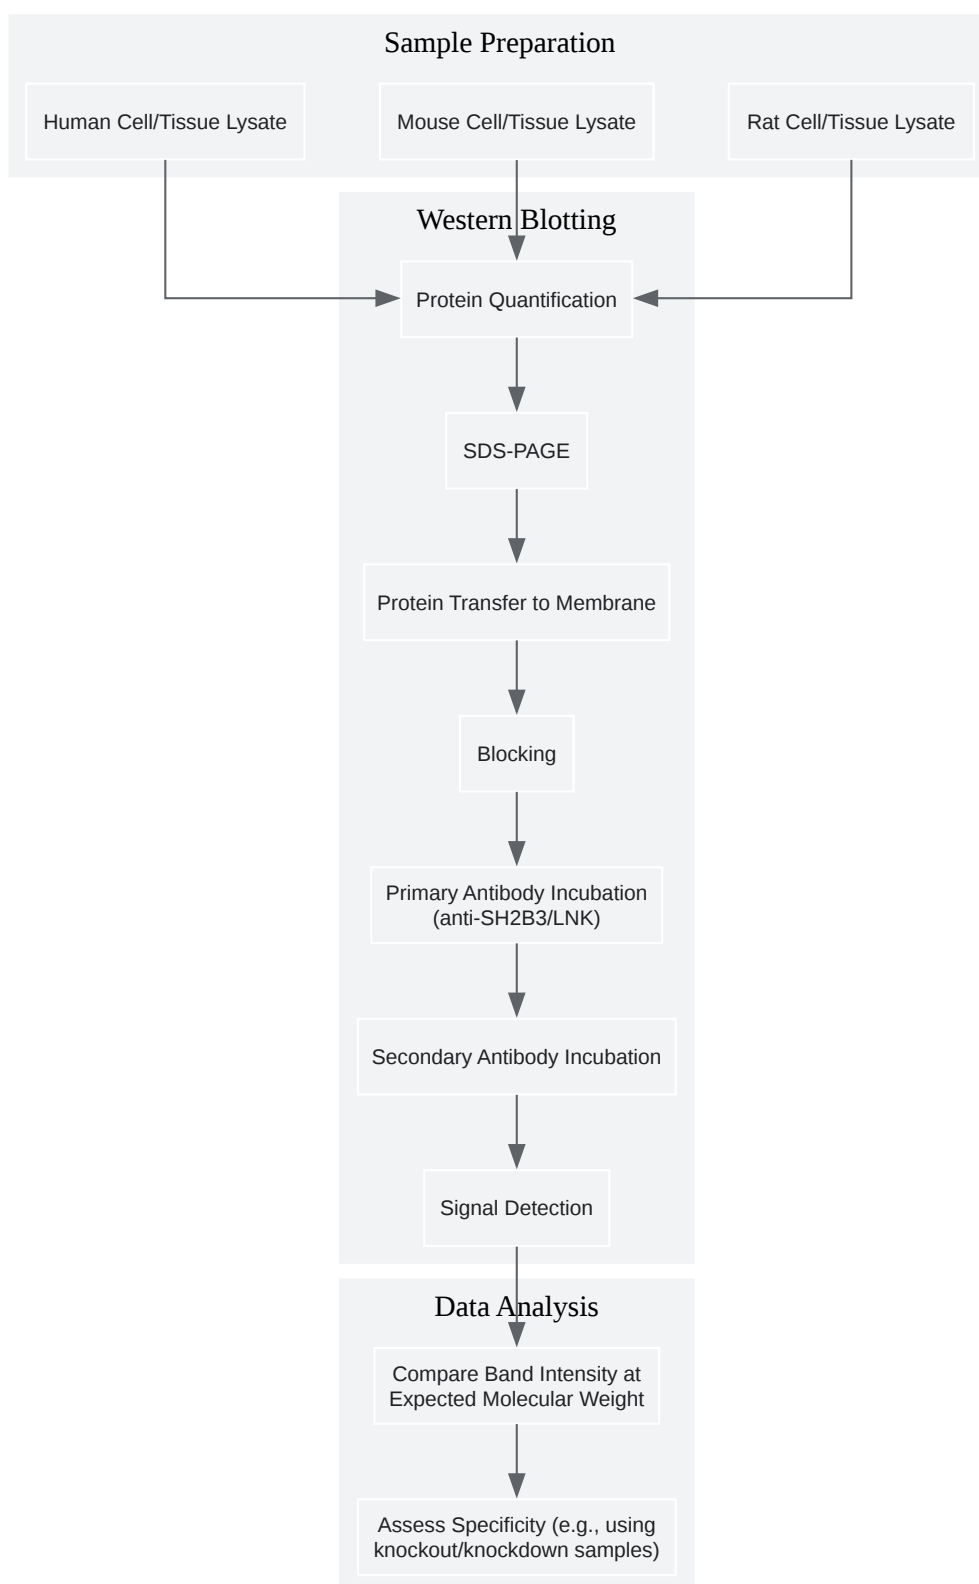 Sample Preparation
Human Cell/Tissue Lysate
Mouse Cell/Tissue Lysate
Rat Cell/Tissue Lysate
Western Blotting
Protein Quantification
SDS-PAGE
Protein Transfer to Membrane
Blocking
Primary Antibody Incubation
(anti-SH2B3/LNK)
Secondary Antibody Incubation
Signal Detection
Data Analysis
Compare Band Intensity at
Expected Molecular Weight
Assess Specificity (e.g., using
knockout/knockdown samples)